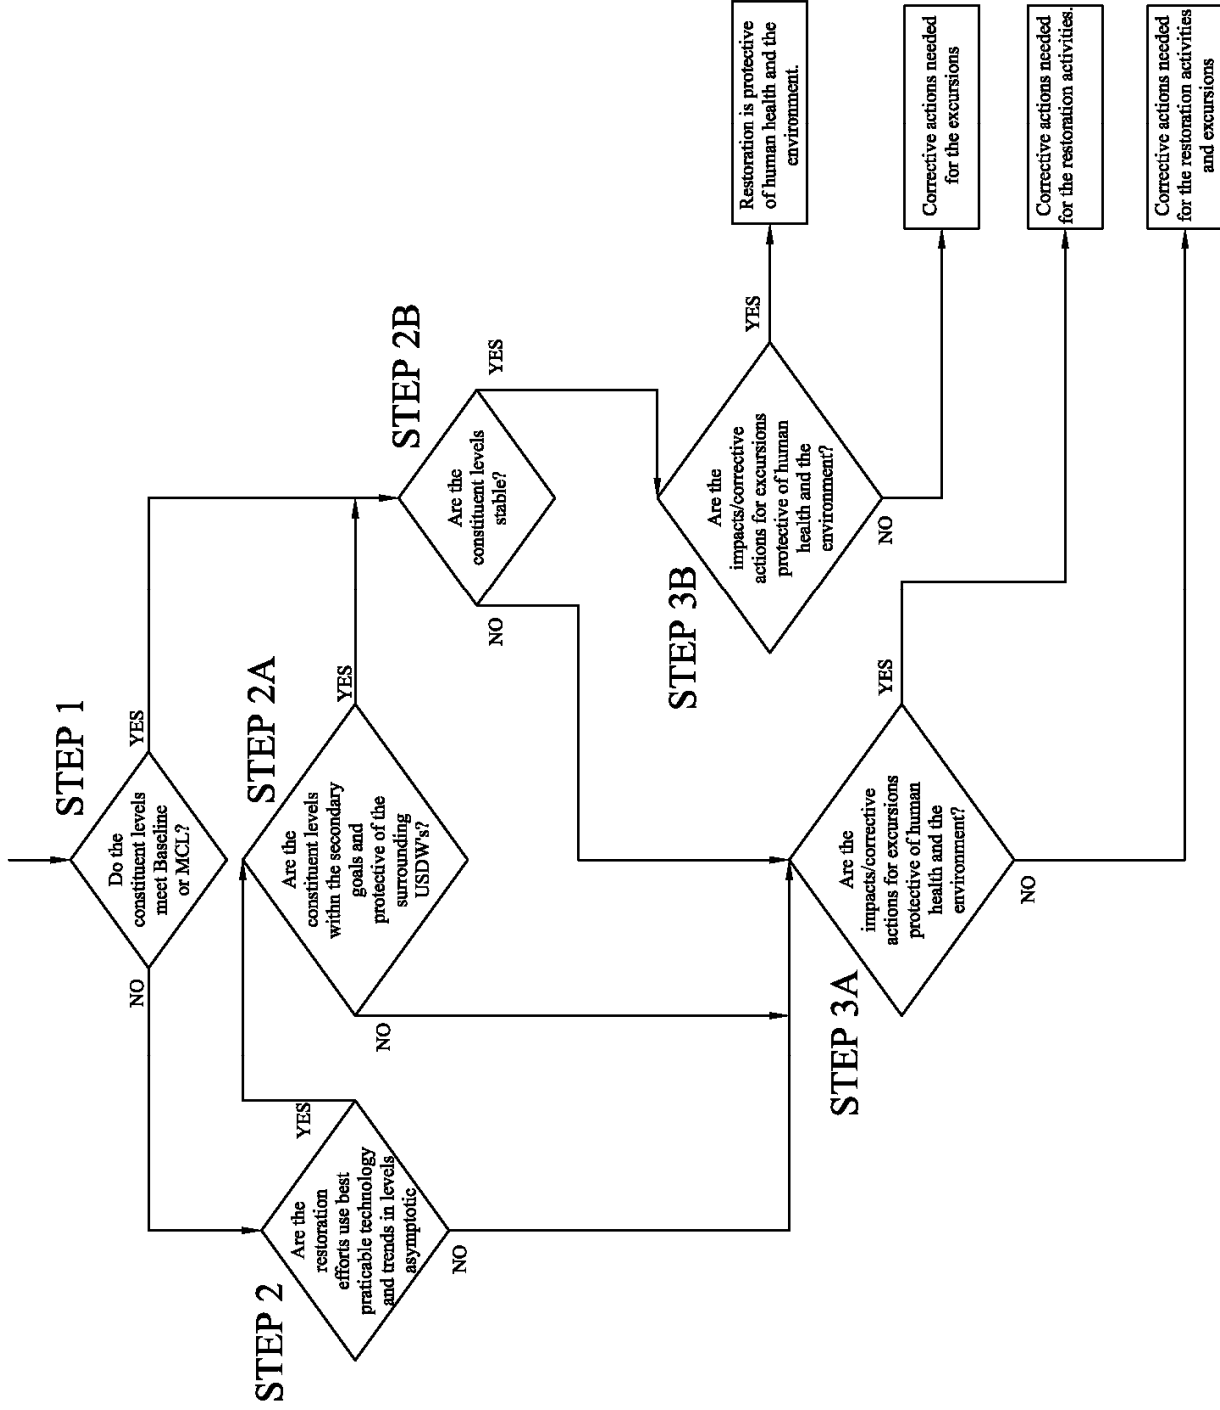 STEP 1
Do the
constituent levels
meet Baseline
or MCL?
YES
NO
STEP 2
Are the
restoration
efforts use best
praticable technology
and trends in levels
asymptotic
YES
NO
STEP 2A
Are the
constituent levels
withn the secondary
goals and
protective of the
surrounding
USDW's?
YES
NO
STEP 2B
Are the
constituent levels
stable?
YES
NO
STEP 3A
Are the
impacts/corrective
actions for excursions
protective of human
health and the
environment?
YES
NO
STEP 3B
Are the
impacts/corrective
actions for excursions
protective of human
health and the
environment?
YES
NO
Restoration is protective
of human health and the
environment.
Corrective actions needed
for the excursions
Corrective actions needed
for the restoration activities.
Corrective actions needed
for the restoration activities
and excursions